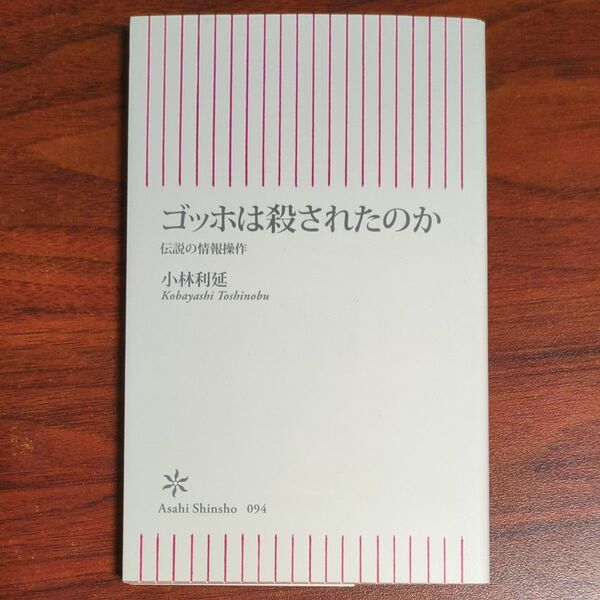 ゴッホは殺されたのか
伝説の情報操作
小林利延
Kobayashi Toshinobu
Asahi Shinsho 094